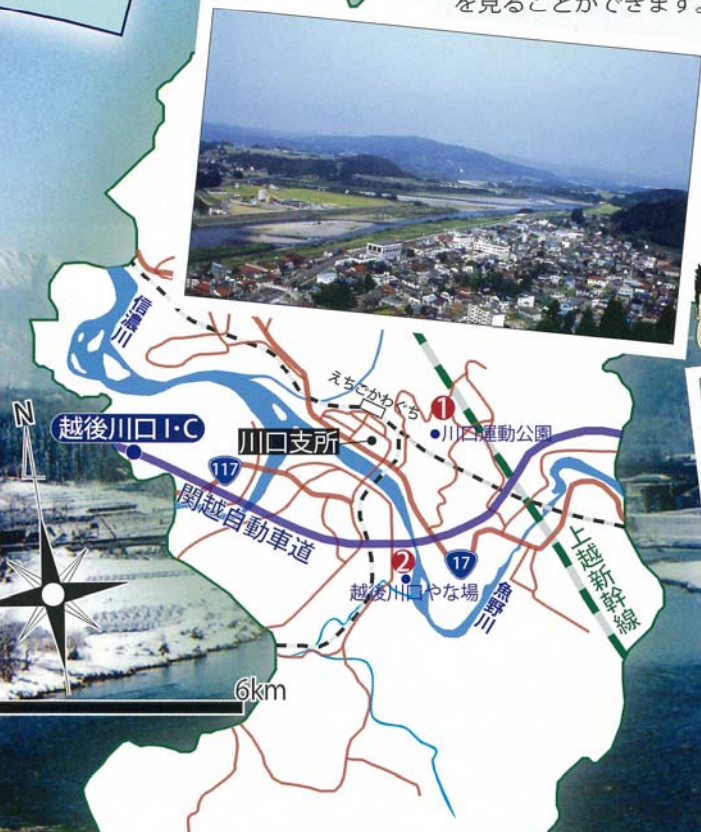 を見ることができます。
信濃川
えちごかわぐち
1
川口運動公園
N
越後川口I・C
川口支所
117
関越自動車道
2
越後川口やな場
17
魚野川
上越新幹線
6km